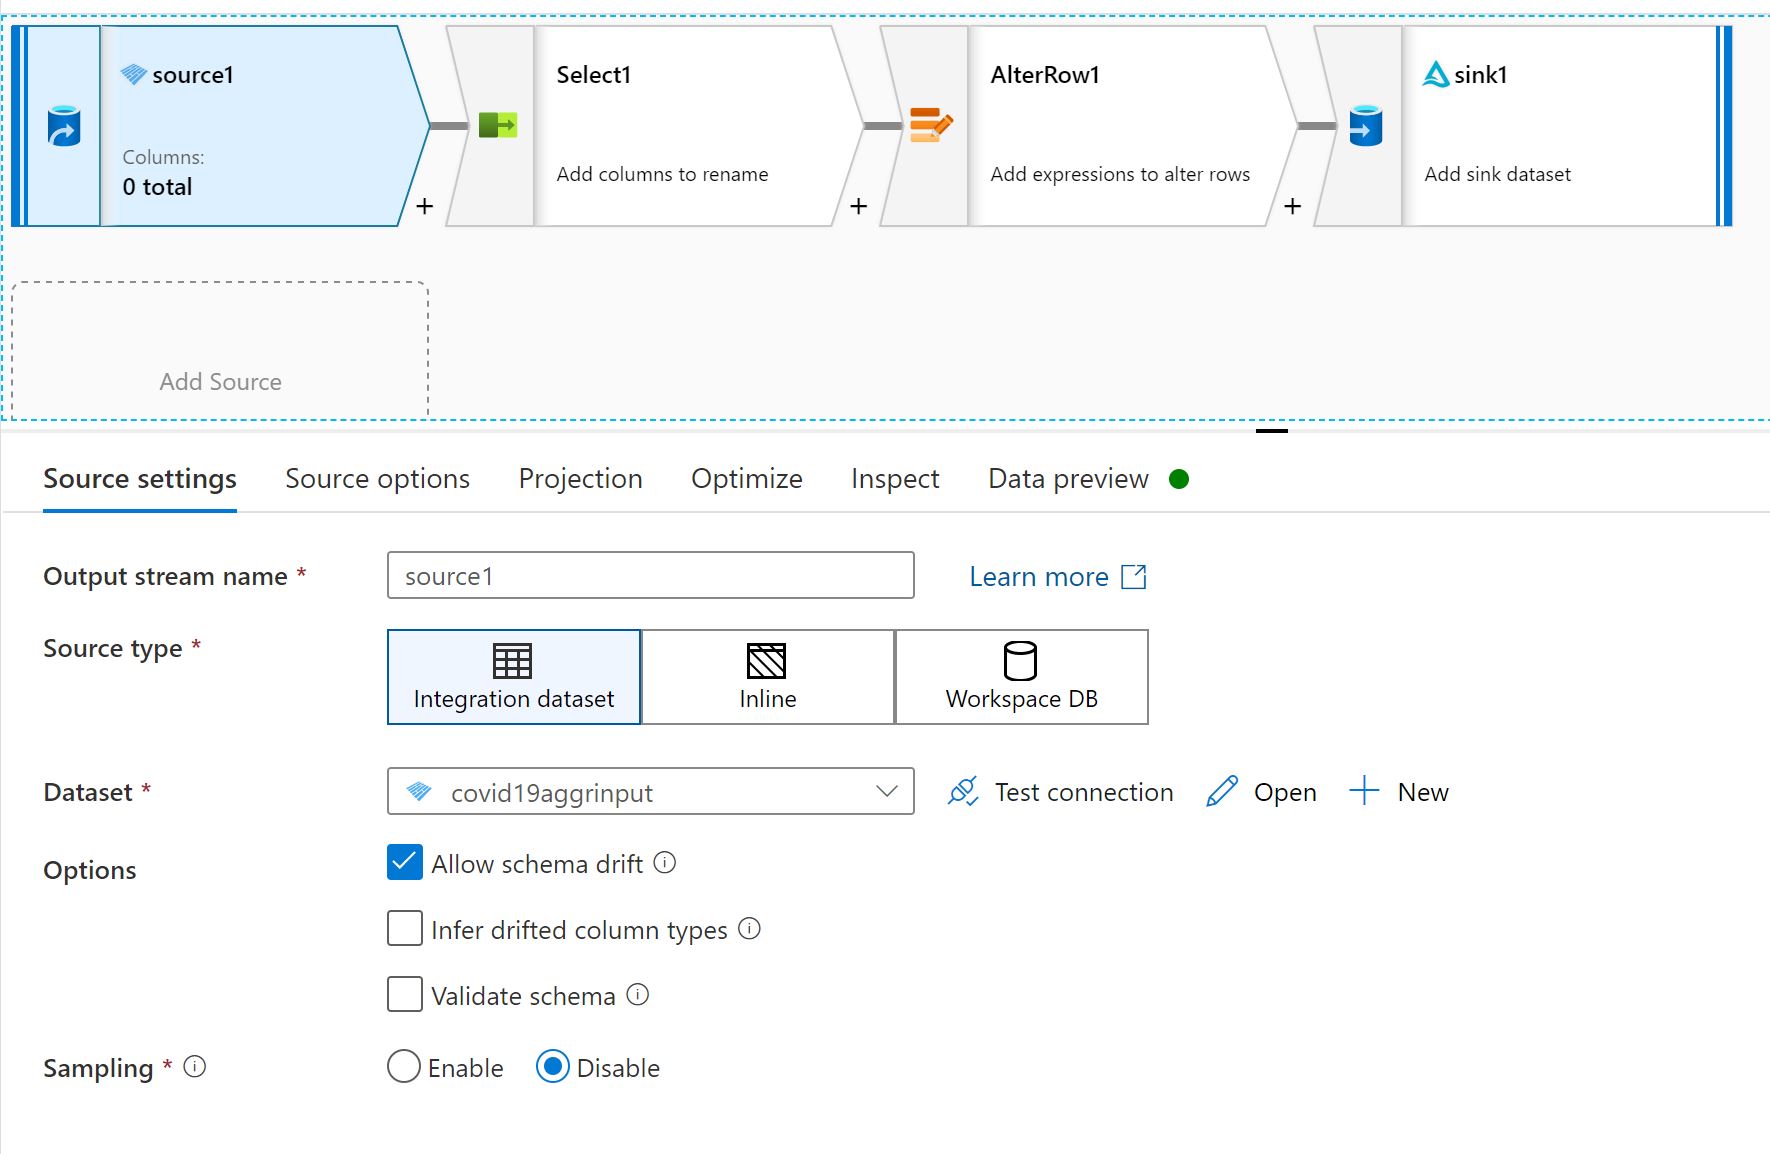 source1
Columns:
0 total
+
Select1
Add columns to rename
+
AlterRow1
Add expressions to alter rows
+
sink1
Add sink dataset
Add Source
Source settings
Source options
Projection
Optimize
Inspect
Data preview
Output stream name *
source1
Learn more
Source type *
Integration dataset
Inline
Workspace DB
Dataset *
covid19aggrinput
Test connection
Open
New
Options
Allow schema drift
Infer drifted column types
Validate schema
Sampling *
Enable
Disable